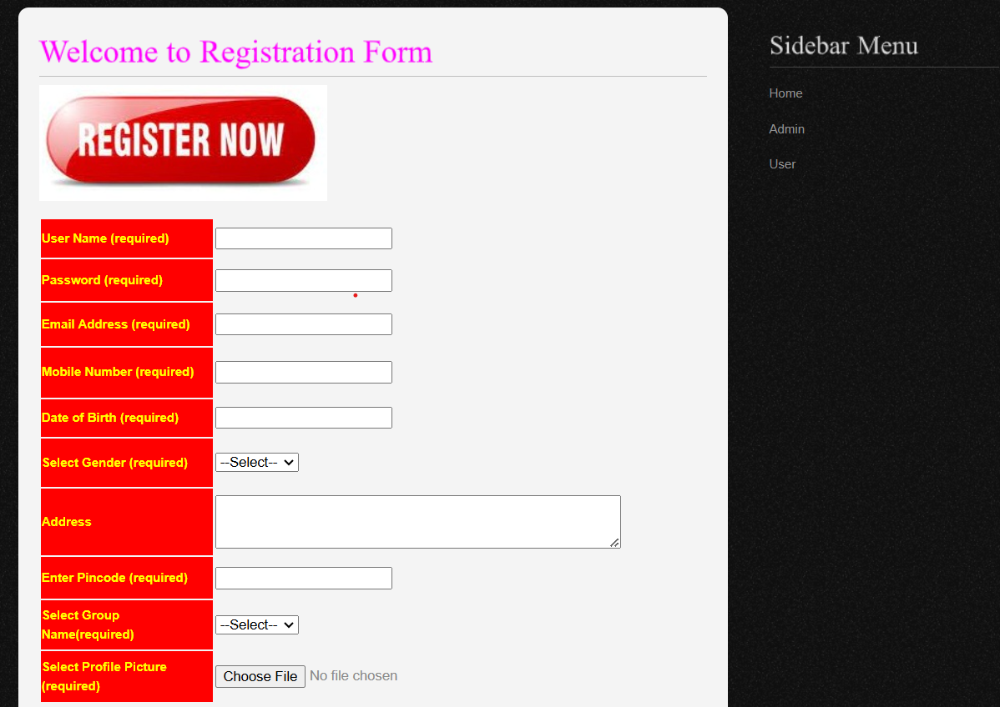 Welcome to Registration Form
REGISTER NOW
User Name (required)
Password (required)
Email Address (required)
Mobile Number (required)
Date of Birth (required)
Select Gender (required)
--Select--
Address
Enter Pincode (required)
Select Group
Name(required)
--Select--
Select Profile Picture
(required)
Choose File No file chosen
Sidebar Menu
Home
Admin
User